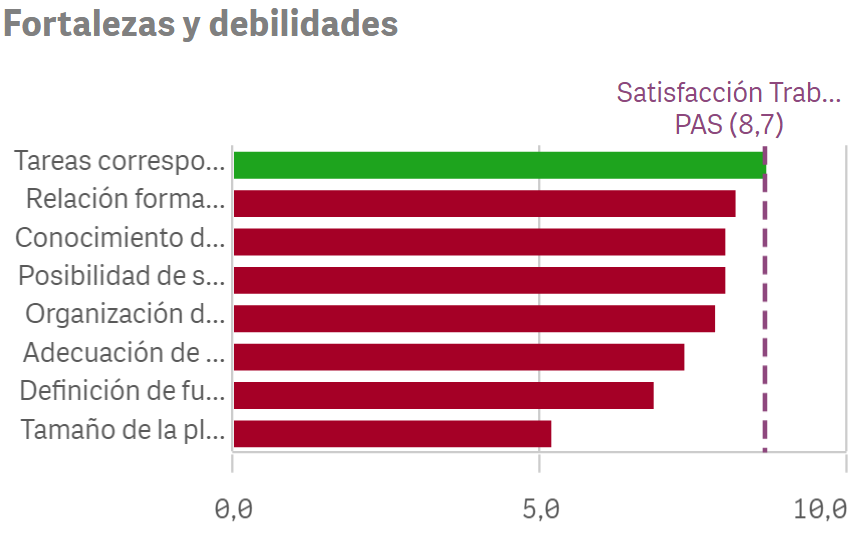 Fortalezas y debilidades
Satisfacción Trab...
PAS (8,7)
Tareas correspo...
Relación forma...
Conocimiento d...
Posibilidad de s...
Organización d...
Adecuación de ...
Definición de fu...
Tamaño de la pl...
0,0
5,0
10,0